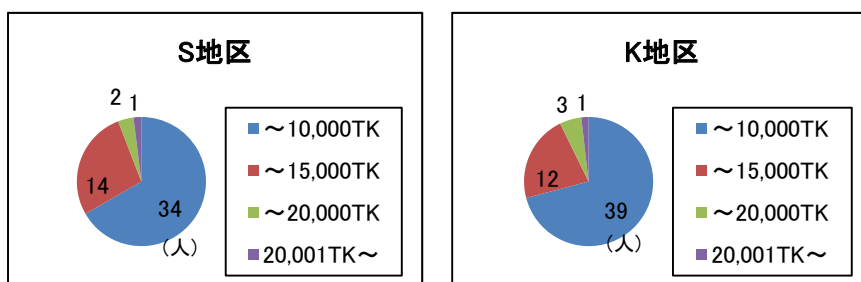 S地区
2 1
14
34
(人)
～10,000TK
～15,000TK
～20,000TK
20,001TK～
K地区
3 1
12
39
(人)
～10,000TK
～15,000TK
～20,000TK
20,001TK～